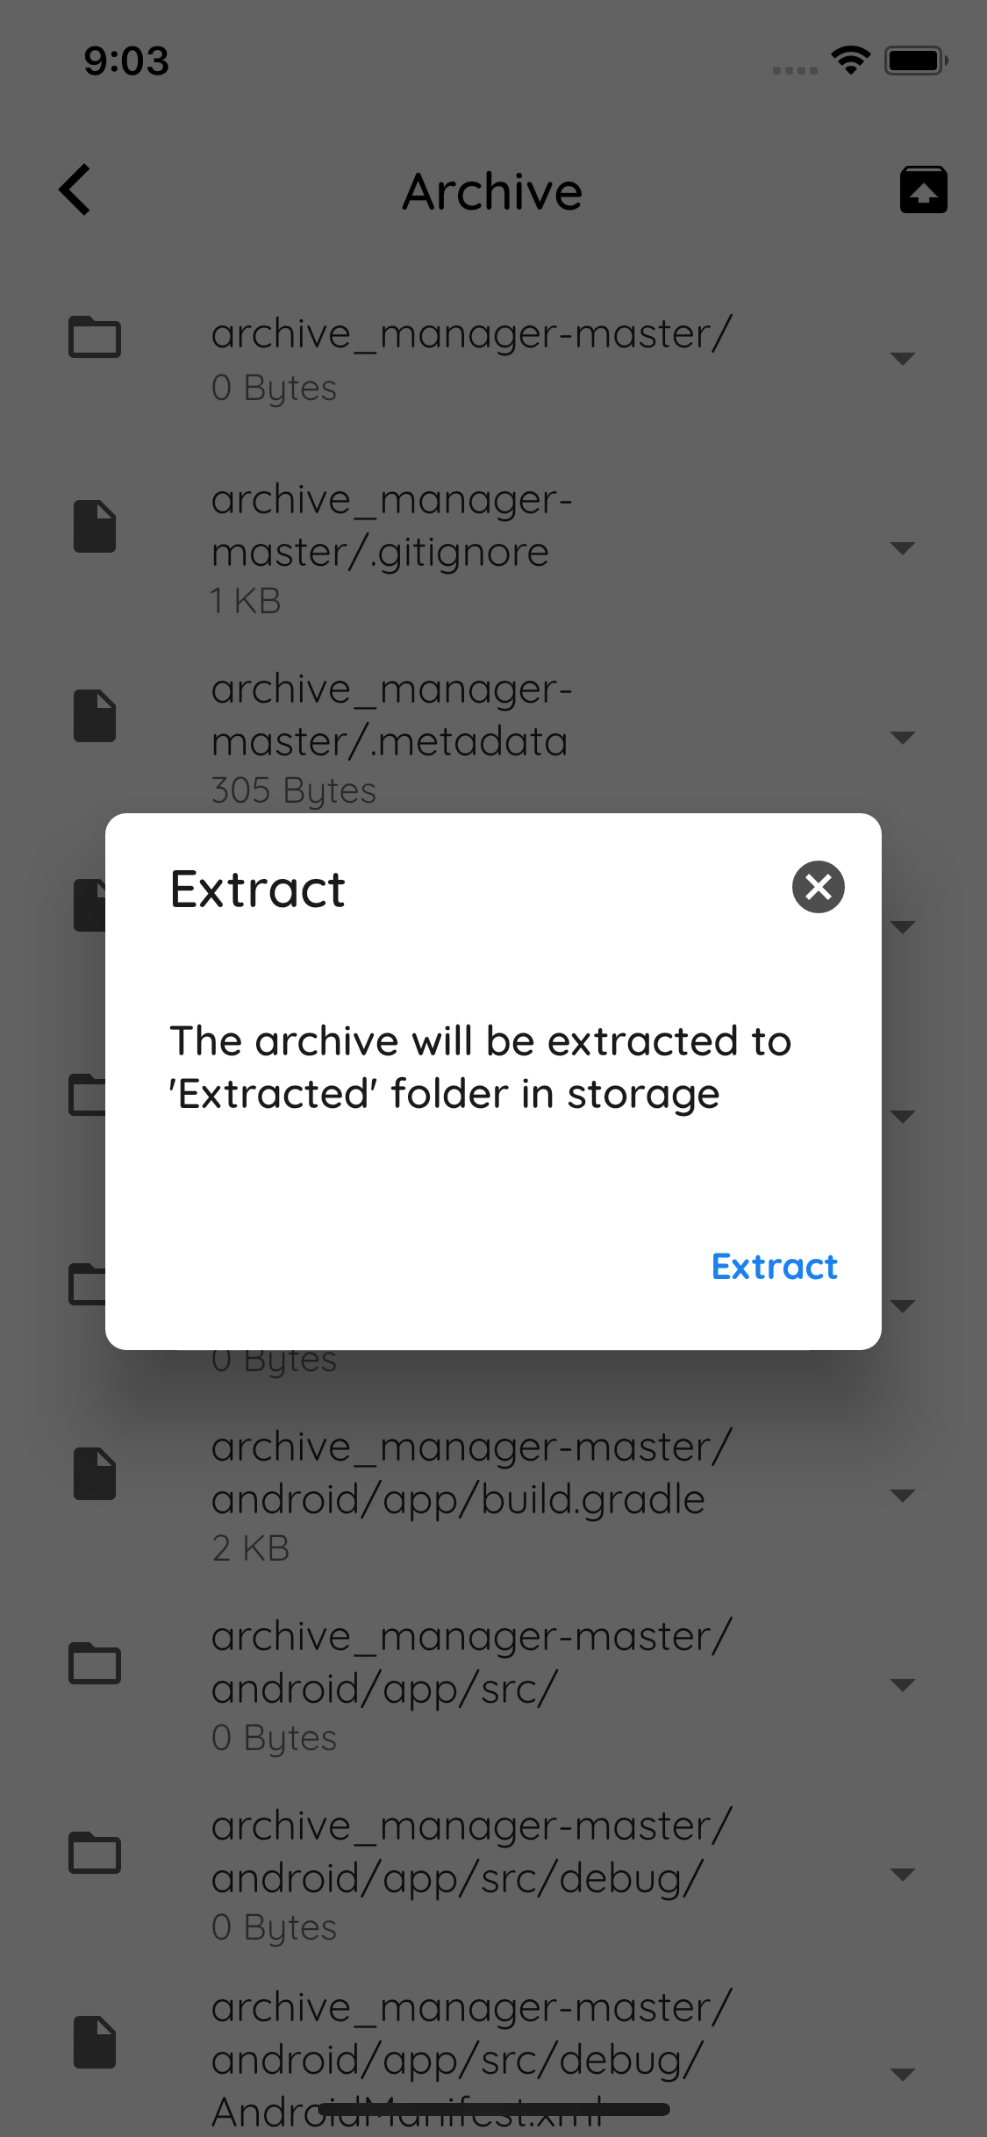 9:03
Archive
archive_manager-master/
0 Bytes
archive_manager-
master/.gitignore
1 KB
archive_manager-
master/.metadata
305 Bytes
Extract
The archive will be extracted to
'Extracted' folder in storage
Extract
0 Bytes
archive_manager-master/
android/app/build.gradle
2 KB
archive_manager-master/
android/app/src/
0 Bytes
archive_manager-master/
android/app/src/debug/
0 Bytes
archive_manager-master/
android/app/src/debug/
AndroidManifest.xml